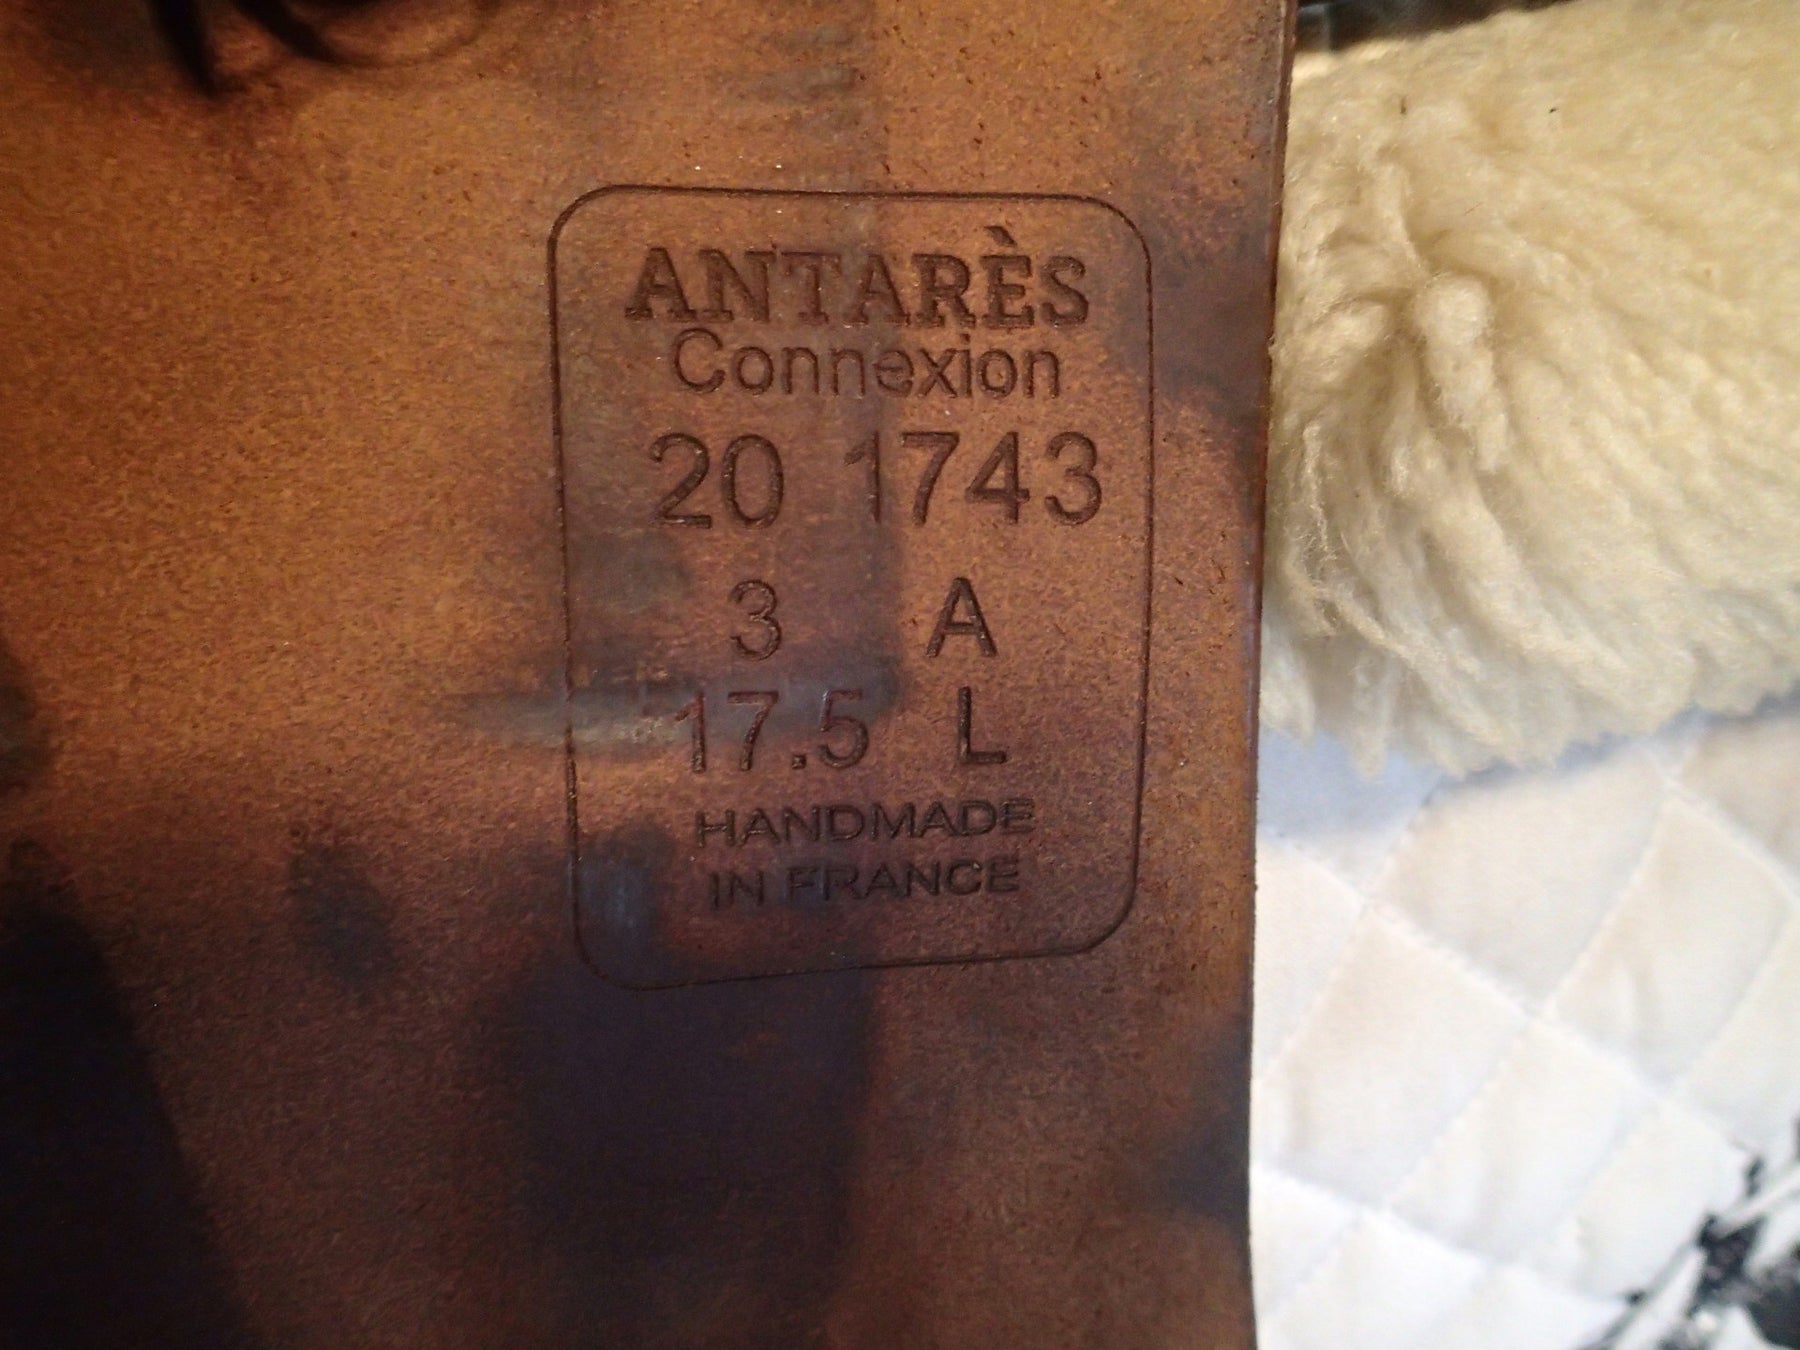 ANTARÈS
Connexion
20 1743
3 A
17.5 L
HANDMADE
IN FRANCE